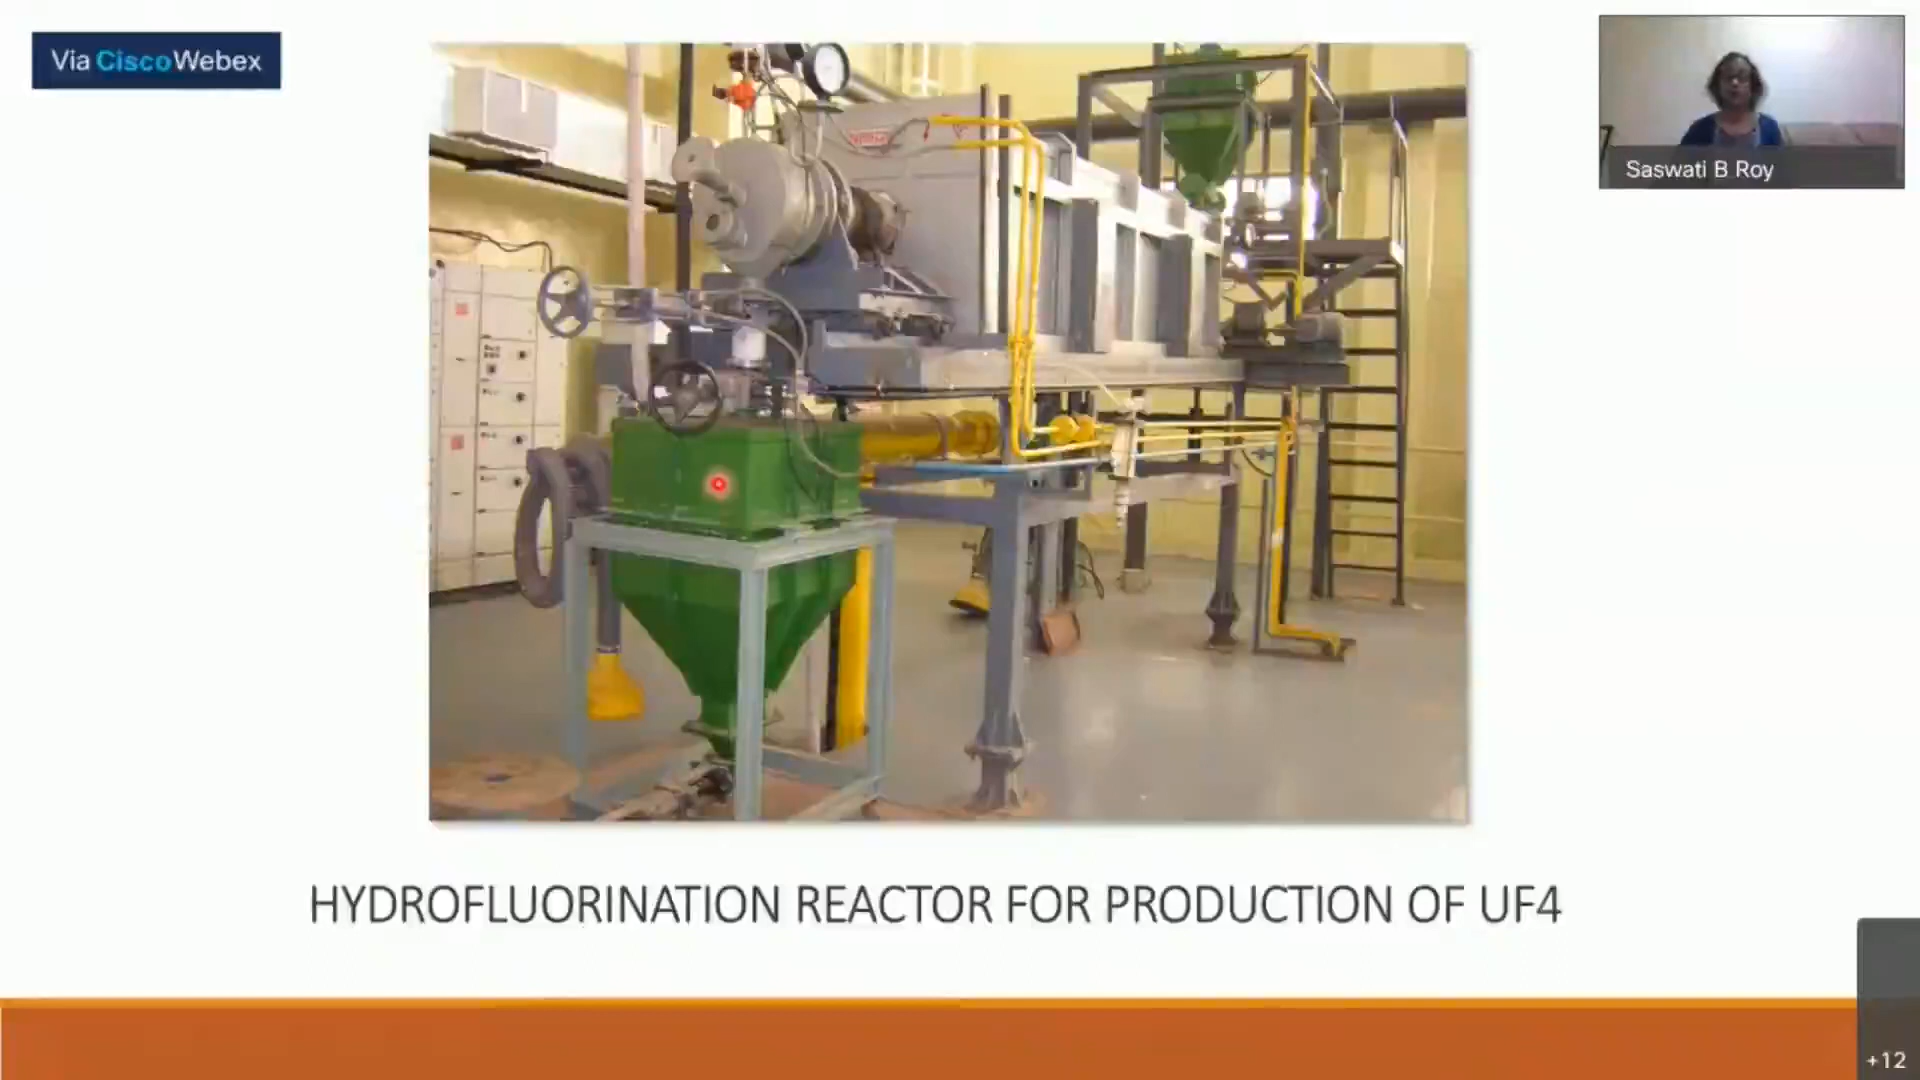 Via CiscoWebex
Saswati B Roy
HYDROFLUORINATION REACTOR FOR PRODUCTION OF UF4
+12